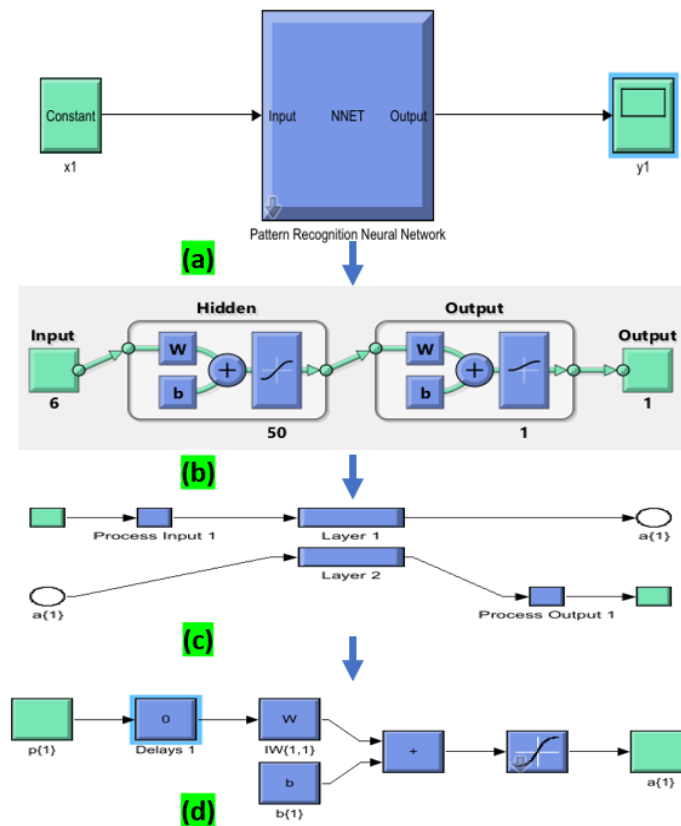 Constant
Input NNET Output
x1
y1
Pattern Recognition Neural Network
(a)
Hidden Output
Input Output
W W
b b
+ +
6 50 1 1
(b)
Process Input 1 Layer 1 a{1}
a{1} Layer 2 Process Output 1
(c)
0 W
p{1} Delays 1 IW{1,1}
+
b
b{1} a{1}
(d)